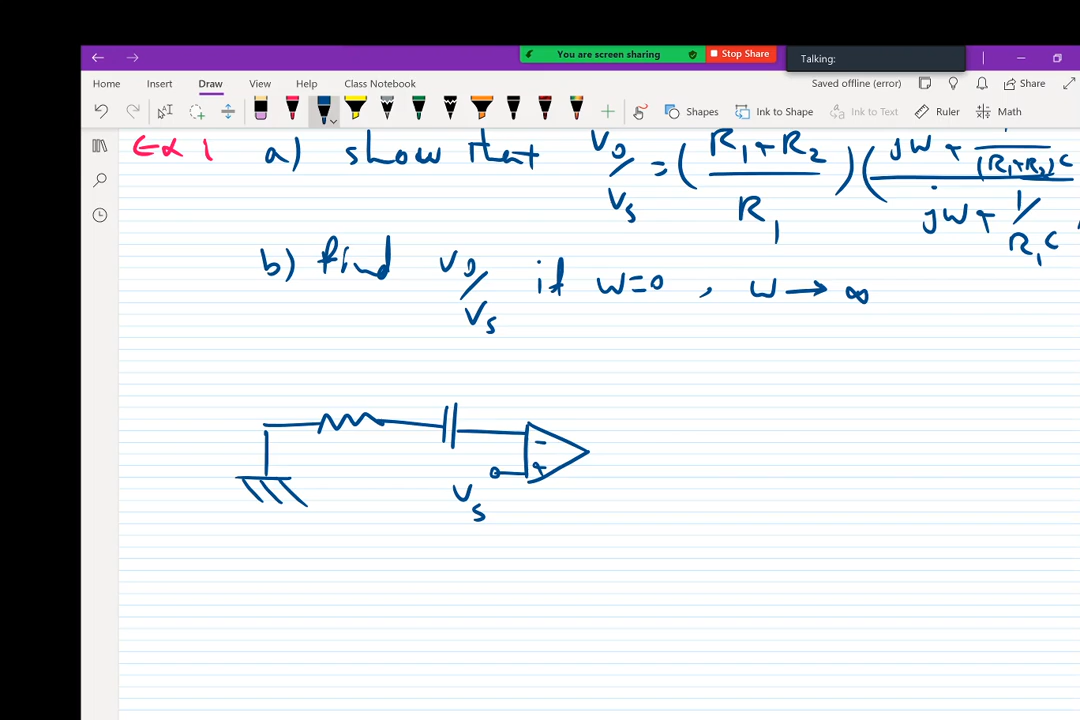 You are screen sharing Stop Share Talking:
Home Insert Draw View Help Class Notebook Saved offline (error) Share
Shapes Ink to Shape Ink to Text Ruler Math
Ex 1 a) show that Vo/Vs = (R1+R2/R1)(jw + 1/(R1+R2)C / jw + 1/R1C)
b) find Vo/Vs if w=0 , w → ∞
-
+
Vs